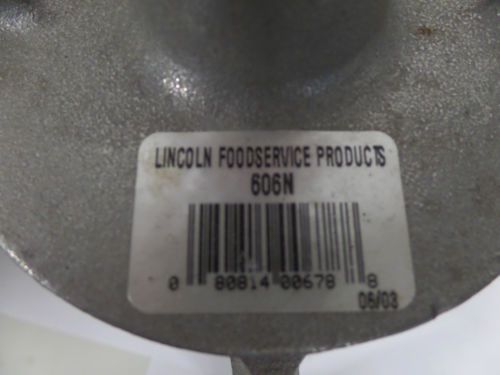 LINCOLN FOODSERVICE PRODUCTS
606N
0 80814 00678 8
06/03